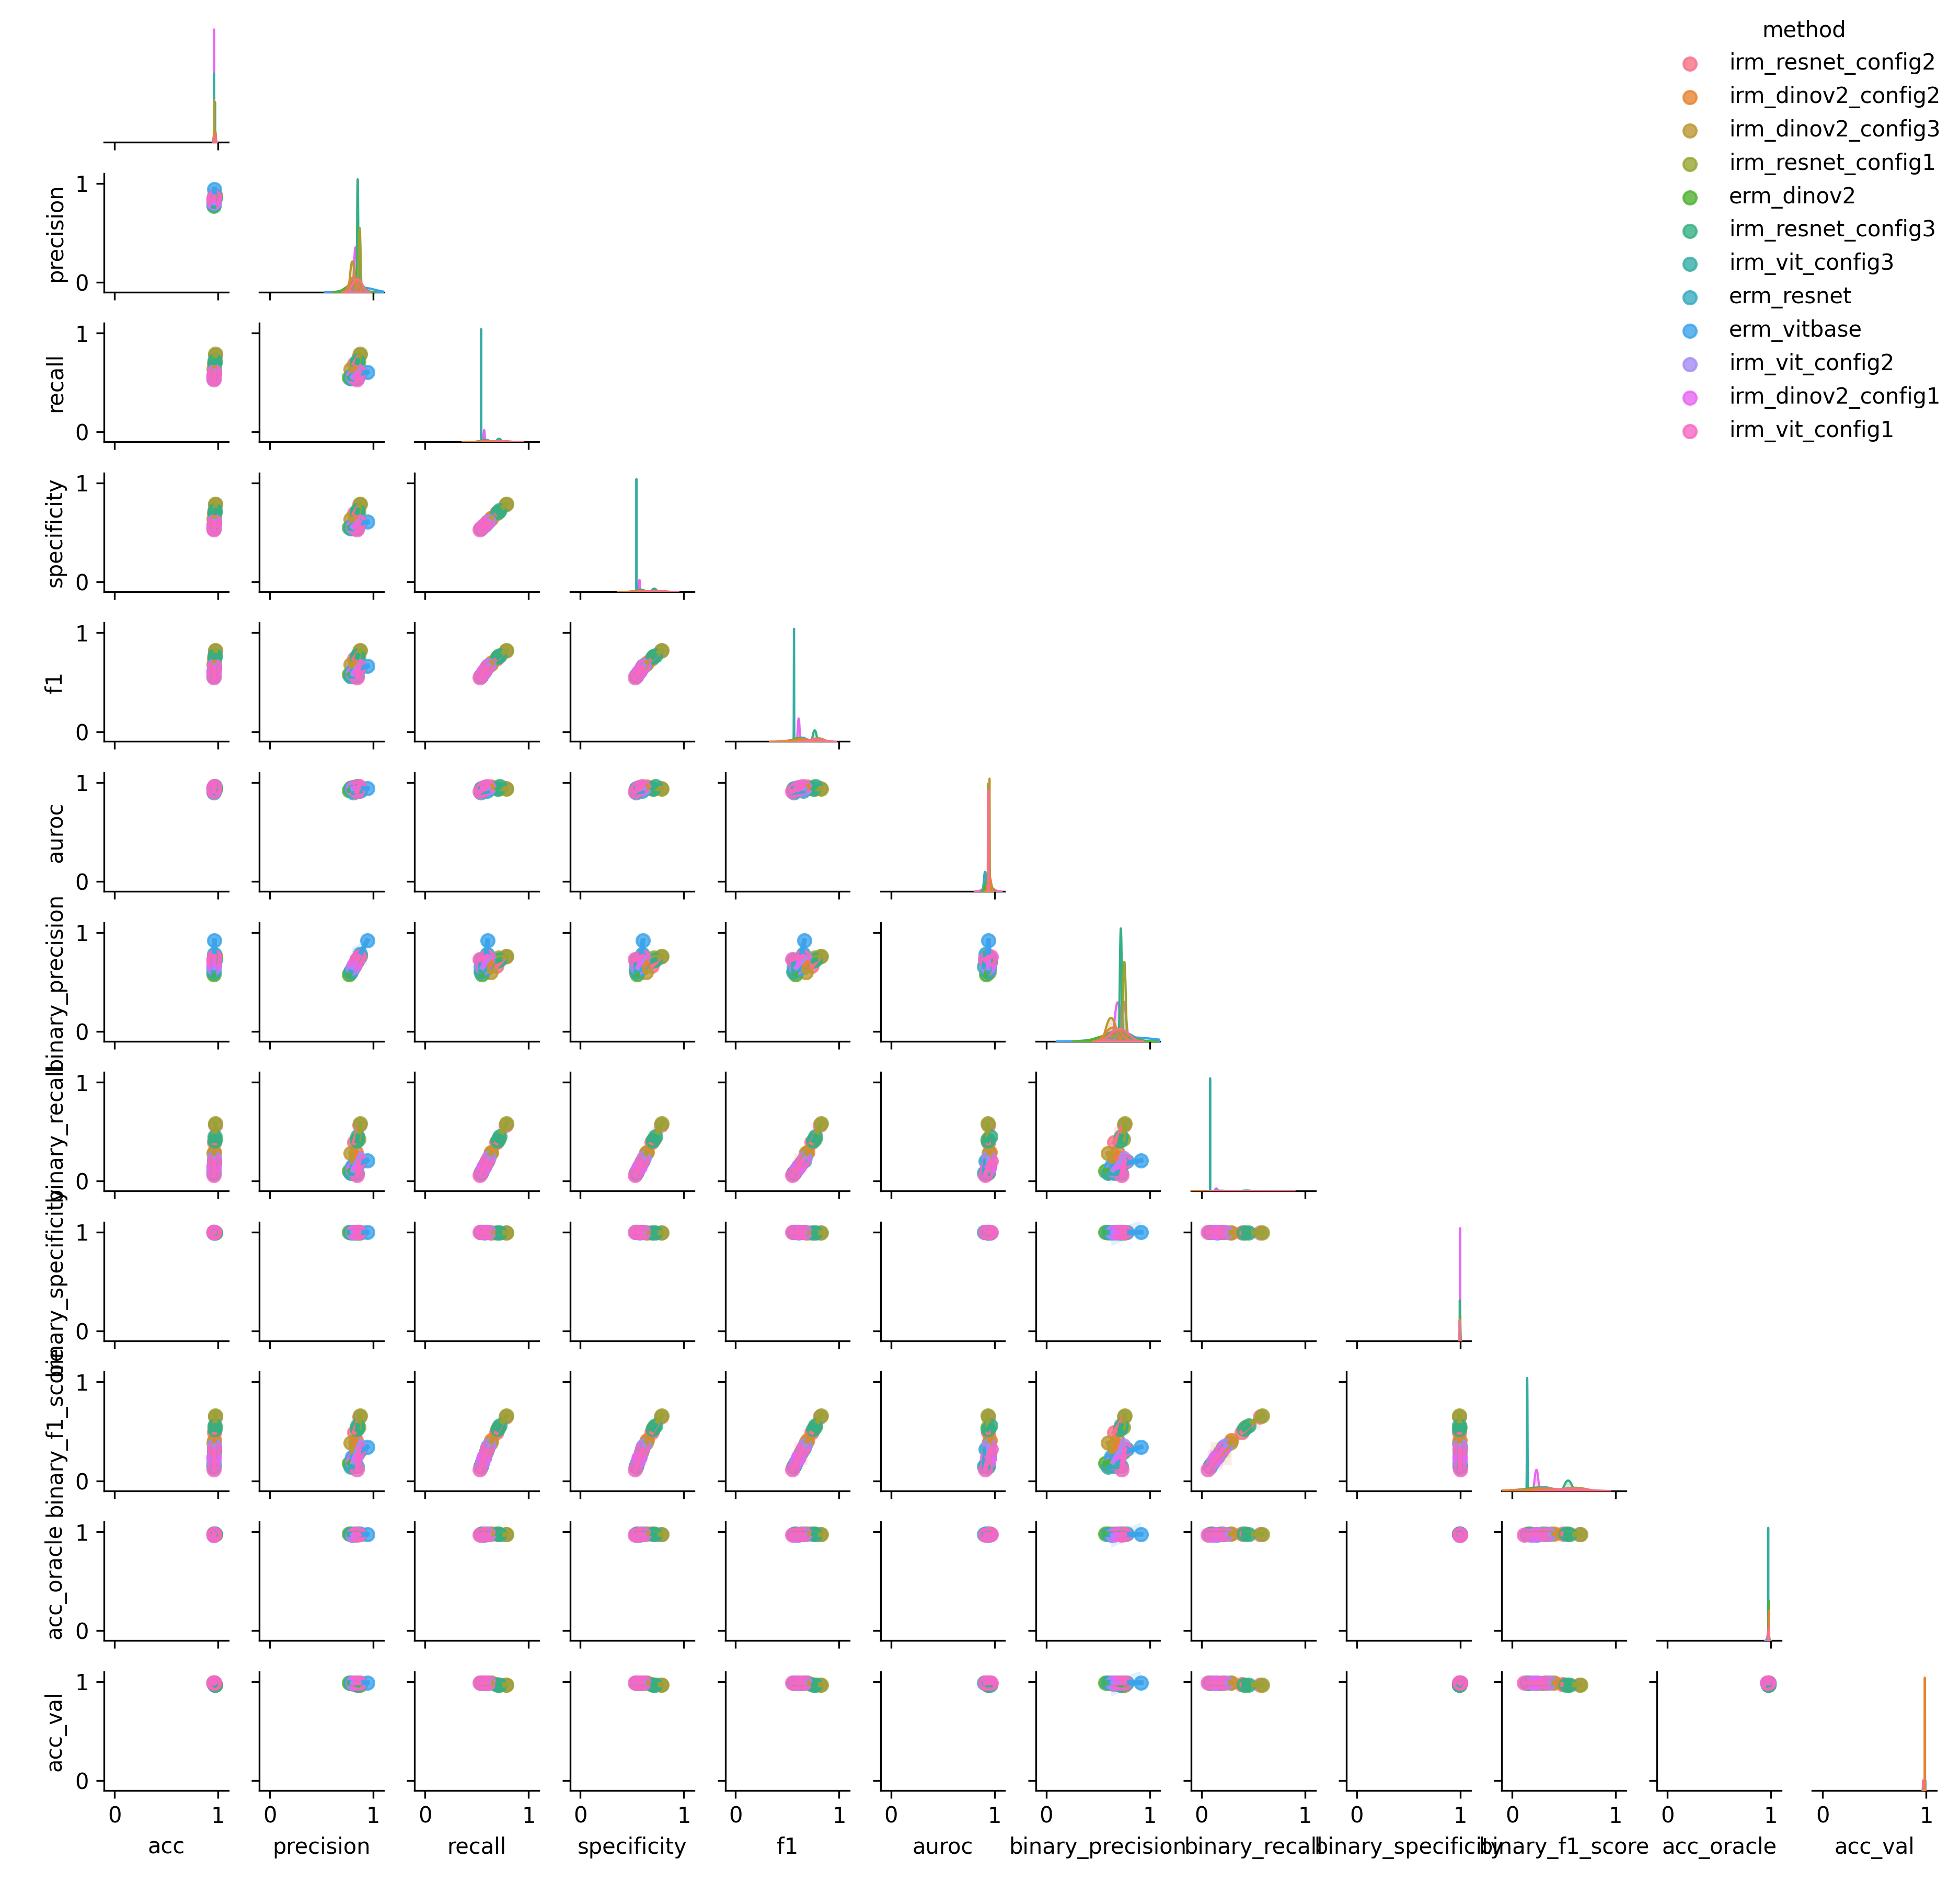 method
irm_resnet_config2
irm_dinov2_config2
irm_dinov2_config3
irm_resnet_config1
erm_dinov2
irm_resnet_config3
irm_vit_config3
erm_resnet
erm_vitbase
irm_vit_config2
irm_dinov2_config1
irm_vit_config1
1
precision
0
1
recall
0
1
specificity
0
1
f1
0
1
auroc
0
1
binary_precision
0
1
binary_recall
0
1
binary_specificity
0
1
binary_f1_score
0
1
acc_oracle
0
1
acc_val
0
0 1 0 1 0 1 0 1 0 1 0 1 0 1 0 1 0 1 0 1 0 1 0 1
acc precision recall specificity f1 auroc binary_precision binary_recall binary_specificity binary_f1_score acc_oracle acc_val